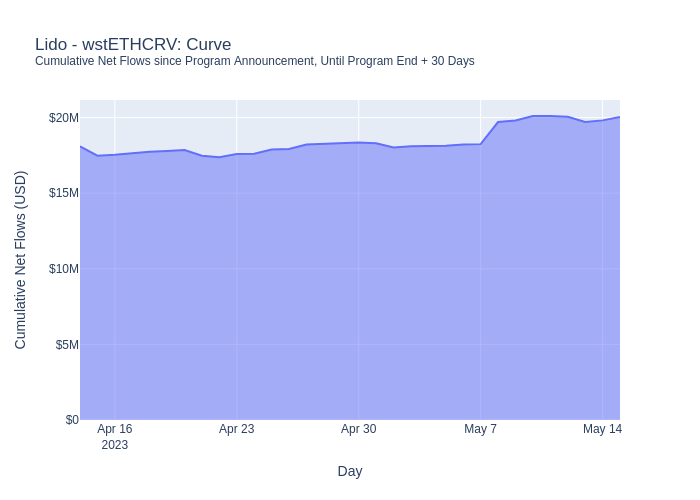 Lido - wstETHCRV: Curve
Cumulative Net Flows since Program Announcement, Until Program End + 30 Days
$20M
$15M
$10M
$5M
$0
Cumulative Net Flows (USD)
Apr 16
2023
Apr 23
Apr 30
May 7
May 14
Day